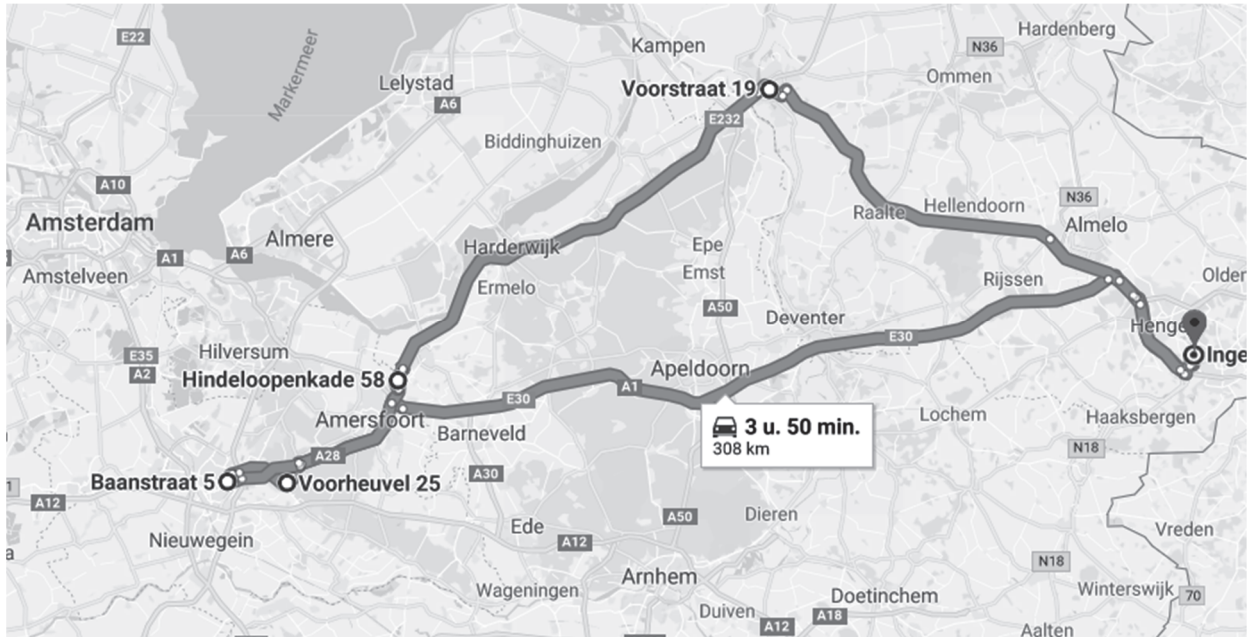 E22
Kampen
Hardenberg
N36
Markermeer
Lelystad
A6
Voorstraat 19
Ommen
E232
Biddinghuizen
A10
N36
Amsterdam
Raalte
Hellendoorn
Almelo
Almere
A1
A6
Harderwijk
Epe
Emst
Amstelveen
Ermelo
Rijssen
Olden
A50
Deventer
Henge
E35
A2
Hilversum
E30
Inge
Hindeloopenkade 58
Apeldoorn
A1
E30
Amersfoort
Barneveld
3 u. 50 min.
308 km
Lochem
Haaksbergen
N18
A28
Baanstraat 5
Voorheuvel 25
A30
A12
A50
Dieren
Nieuwegein
Ede
A12
Vreden
Arnhem
N18
Wageningen
Winterswijk
70
Duiven
Doetinchem
A12
A18
Aalten